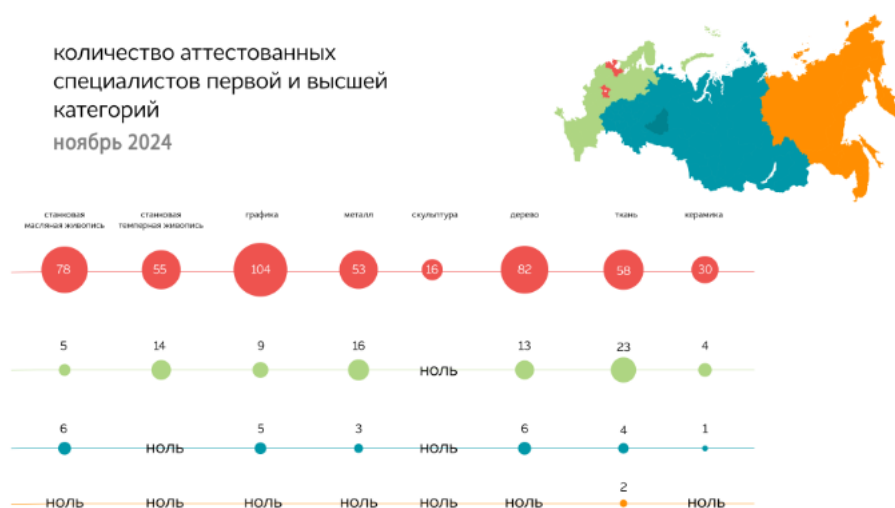 количество аттестованных
специалистов первой и высшей
категорий
ноябрь 2024
станковая масляная живопись
станковая темперная живопись
графика
металл
скульптура
дерево
ткань
керамика
78 55 104 53 16 82 58 30
5 14 9 16 ноль 13 23 4
6 ноль 5 3 ноль 6 4 1
ноль ноль ноль ноль ноль ноль 2 ноль